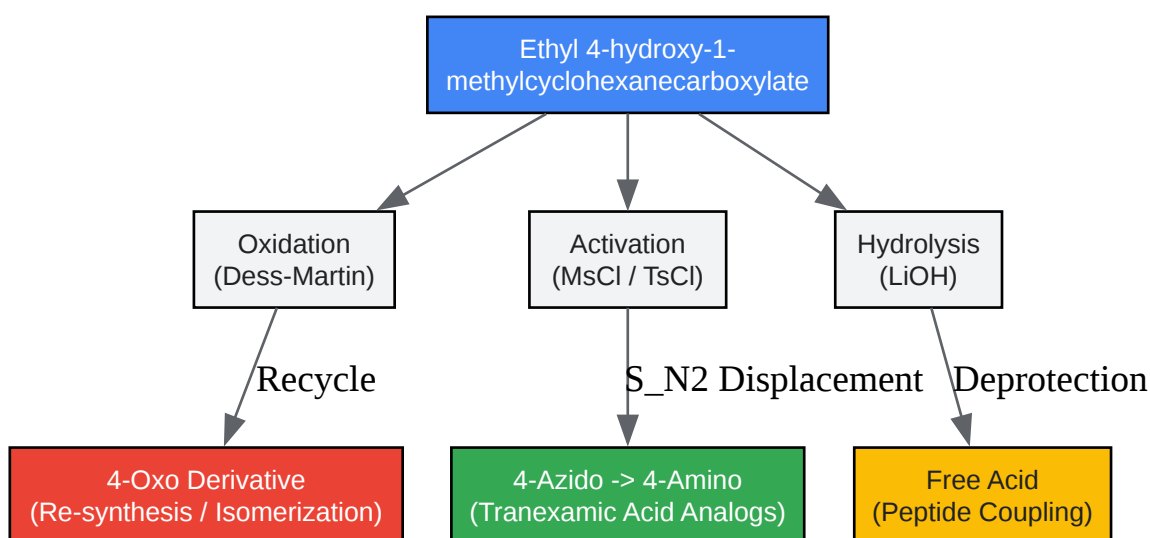 Ethyl 4-hydroxy-1-
methylcyclohexanecarboxylate
Oxidation
(Dess-Martin)
Activation
(MsCl / TsCl)
Hydrolysis
(LiOH)
Recycle
S_N2 Displacement
Deprotection
4-Oxo Derivative
(Re-synthesis / Isomerization)
4-Azido -> 4-Amino
(Tranexamic Acid Analogs)
Free Acid
(Peptide Coupling)